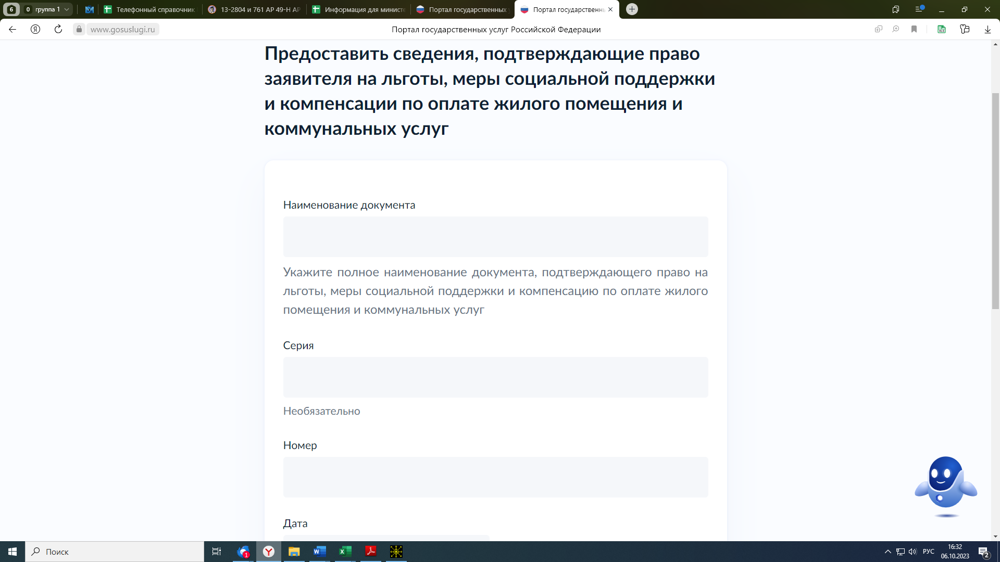 6
0 группа 1
Телефонный справочник
13-2804 и 761 АР 49-Н АР
Информация для министе
Портал государственных
Портал государственнь
www.gosuslugi.ru
Портал государственных услуг Российской Федерации
XLS
Предоставить сведения, подтверждающие право
заявителя на льготы, меры социальной поддержки
и компенсации по оплате жилого помещения и
коммунальных услуг
Наименование документа
Укажите полное наименование документа, подтверждающего право на
льготы, меры социальной поддержки и компенсацию по оплате жилого
помещения и коммунальных услуг
Серия
Необязательно
Номер
Дата
Поиск
1
РУС
16:32
06.10.2023
2